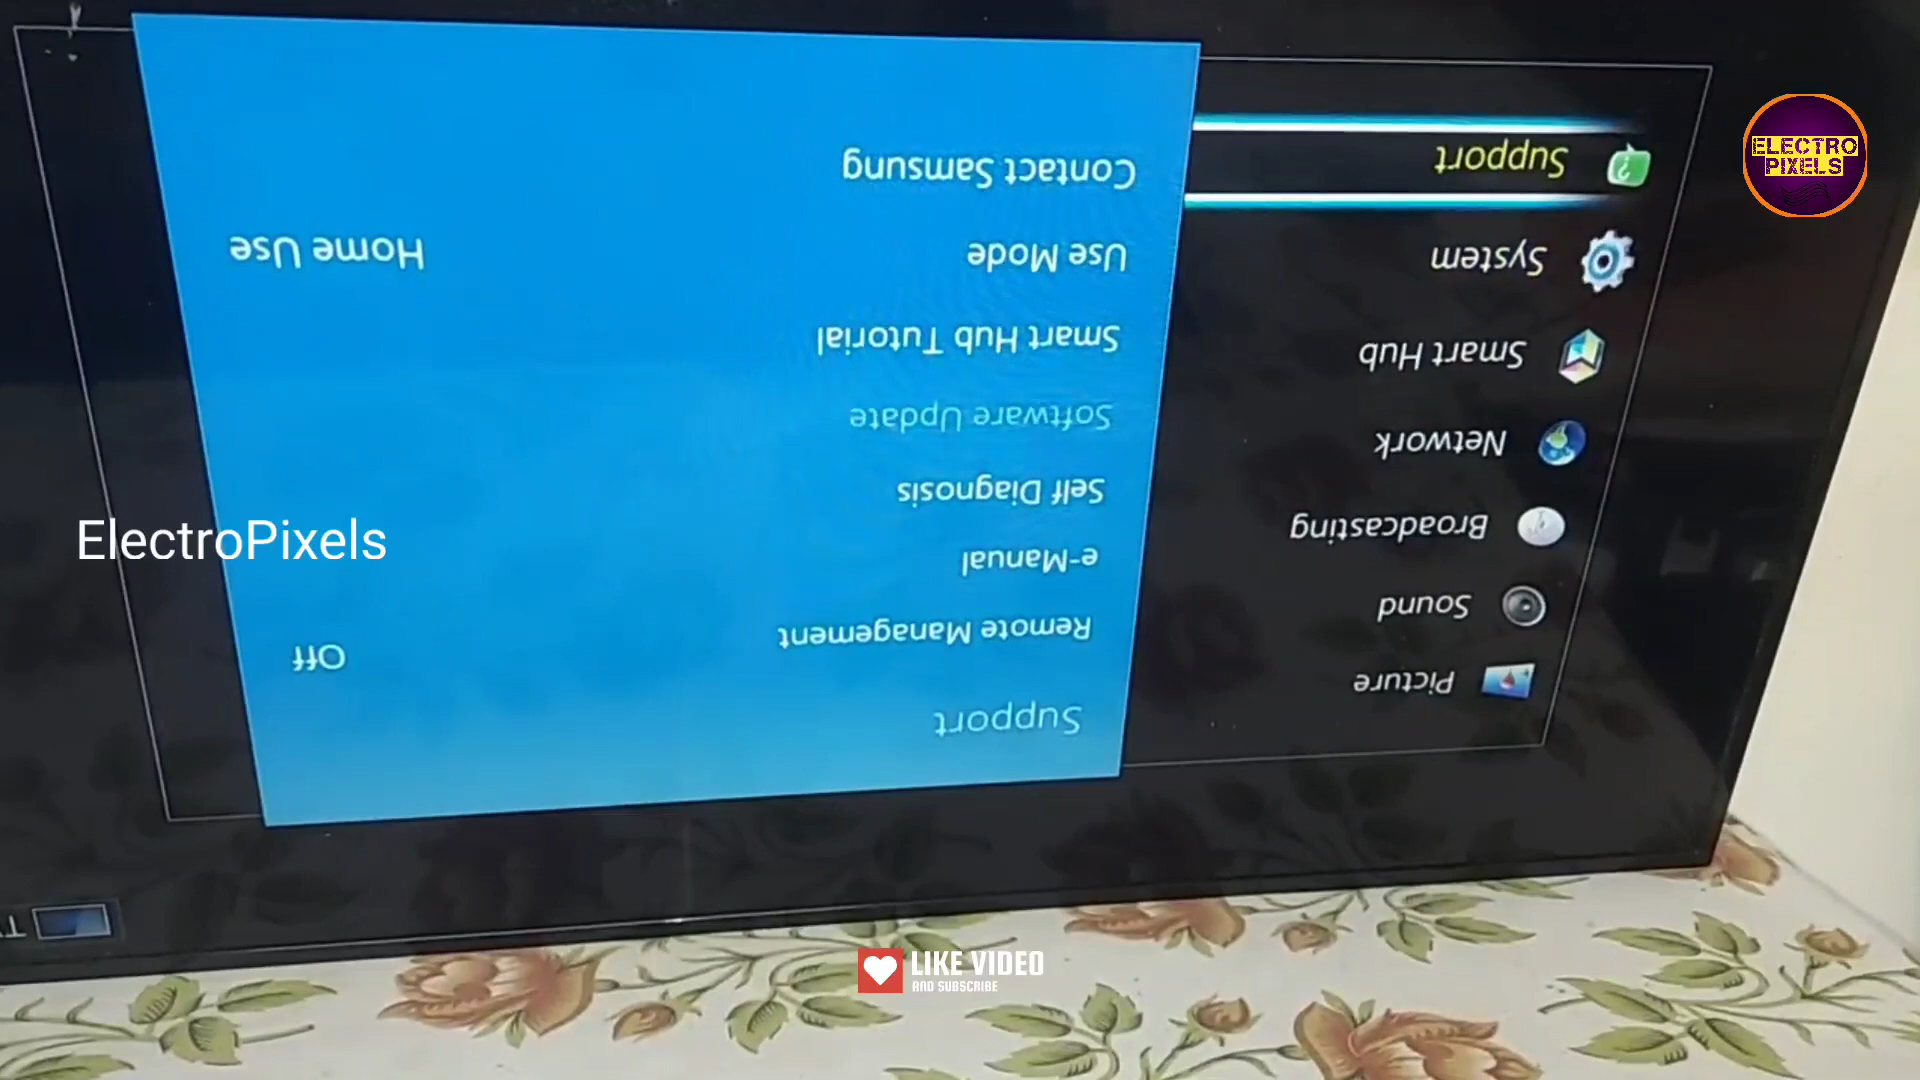 Picture
Sound
Broadcasting
Network
Smart Hub
System
Support
Support
Remote Management Off
e-Manual
Self Diagnosis
Software Update
Smart Hub Tutorial
Use Mode Home Use
Contact Samsung
ELECTRO
PIXELS
ElectroPixels
LIKE VIDEO
AND SUBSCRIBE